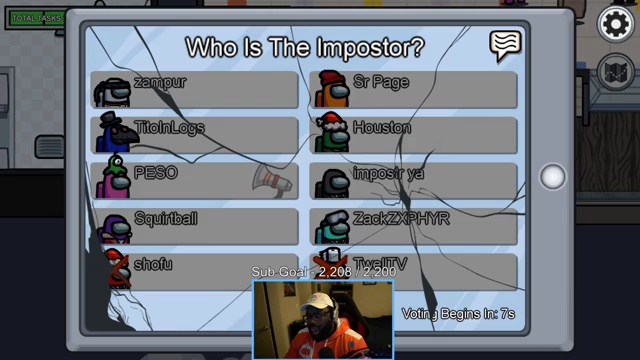 TOTAL TASKS
Who Is The Impostor?
zampur
Sr Page
TitoInLogs
Houston
PESO
impostr ya
Squirtball
ZackZXPHYR
shofu
TwellTV
Sub-Goal - 2,208 / 2,200
Voting Begins In: 7s